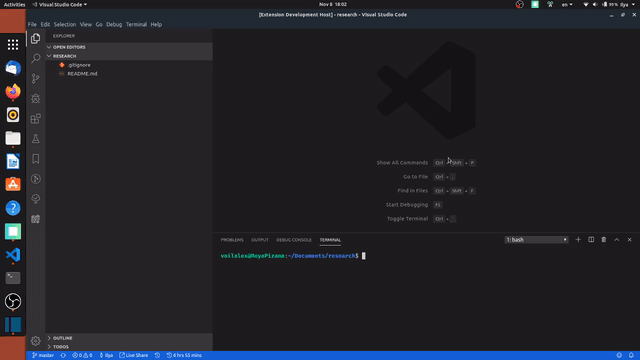 Activities
Visual Studio Code
Nov 8 18:02
en
99%
Ilya
[Extension Development Host] - research - Visual Studio Code
File Edit Selection View Go Debug Terminal Help
EXPLORER
OPEN EDITORS
RESEARCH
.gitignore
README.md
Show All Commands Ctrl + Shift + P
Go to File Ctrl + .
Find in Files Ctrl + Shift + F
Start Debugging F5
Toggle Terminal Ctrl + `
PROBLEMS OUTPUT DEBUG CONSOLE TERMINAL
1: bash
voilalex@RoyaPirana:~/Documents/research$
OUTLINE
TODOS
master 0 0 Ilya Live Share 4 hrs 55 mins